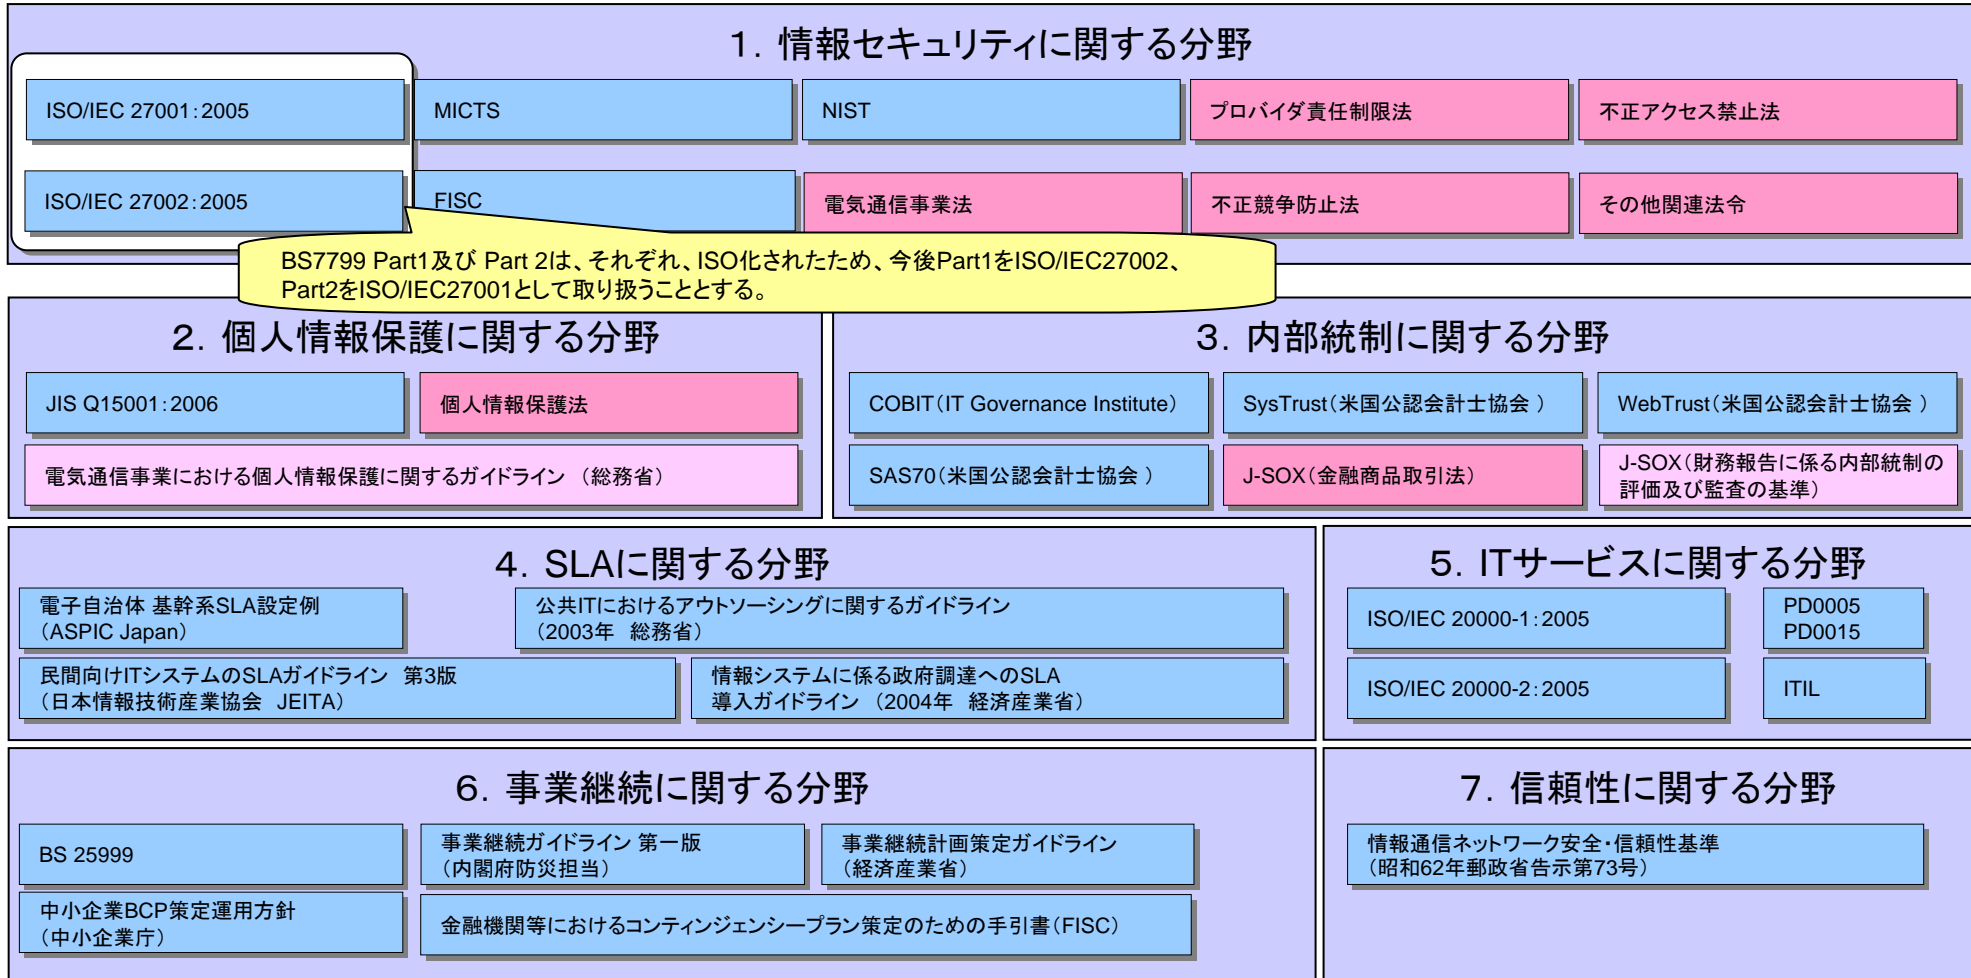 １．情報セキュリティに関する分野
ISO/IEC 27001：2005
MICTS
NIST
プロバイダ責任制限法
不正アクセス禁止法
ISO/IEC 27002：2005
FISC
電気通信事業法
不正競争防止法
その他関連法令
BS7799 Part1及び Part 2は、それぞれ、ISO化されたため、今後Part1をISO/IEC27002、
Part2をISO/IEC27001として取り扱うこととする。
２．個人情報保護に関する分野
JIS Q15001：2006
個人情報保護法
電気通信事業における個人情報保護に関するガイドライン （総務省）
３．内部統制に関する分野
COBIT（IT Governance Institute）
SysTrust（米国公認会計士協会 ）
WebTrust（米国公認会計士協会 ）
SAS70（米国公認会計士協会 ）
J-SOX（金融商品取引法）
J-SOX（財務報告に係る内部統制の
評価及び監査の基準）
４．SLAに関する分野
電子自治体 基幹系SLA設定例
（ASPIC Japan）
公共ITにおけるアウトソーシングに関するガイドライン
（2003年 総務省）
民間向けITシステムのSLAガイドライン 第3版
（日本情報技術産業協会 JEITA）
情報システムに係る政府調達へのSLA
導入ガイドライン （2004年 経済産業省）
５．ITサービスに関する分野
ISO/IEC 20000-1：2005
PD0005
PD0015
ISO/IEC 20000-2：2005
ITIL
６．事業継続に関する分野
BS 25999
事業継続ガイドライン 第一版
（内閣府防災担当）
事業継続計画策定ガイドライン
（経済産業省）
中小企業BCP策定運用方針
（中小企業庁）
金融機関等におけるコンティンジェンシープラン策定のための手引書（FISC）
７．信頼性に関する分野
情報通信ネットワーク安全・信頼性基準
（昭和62年郵政省告示第73号）